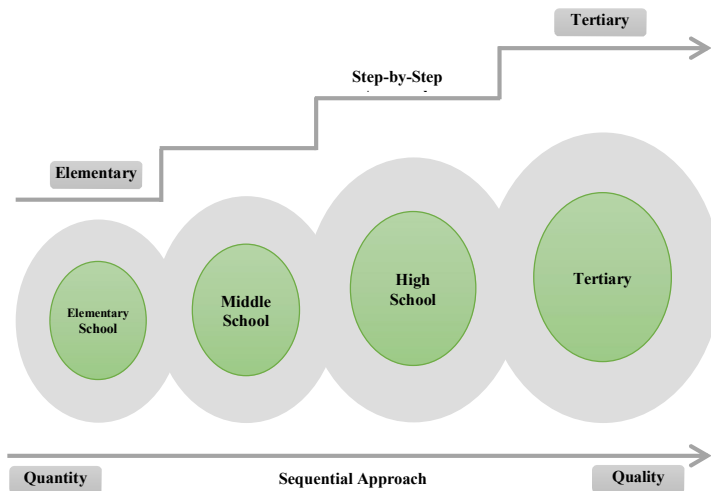 Tertiary
Step-by-Step
Elementary
Elementary
School
Middle
School
High
School
Tertiary
Quantity
Sequential Approach
Quality